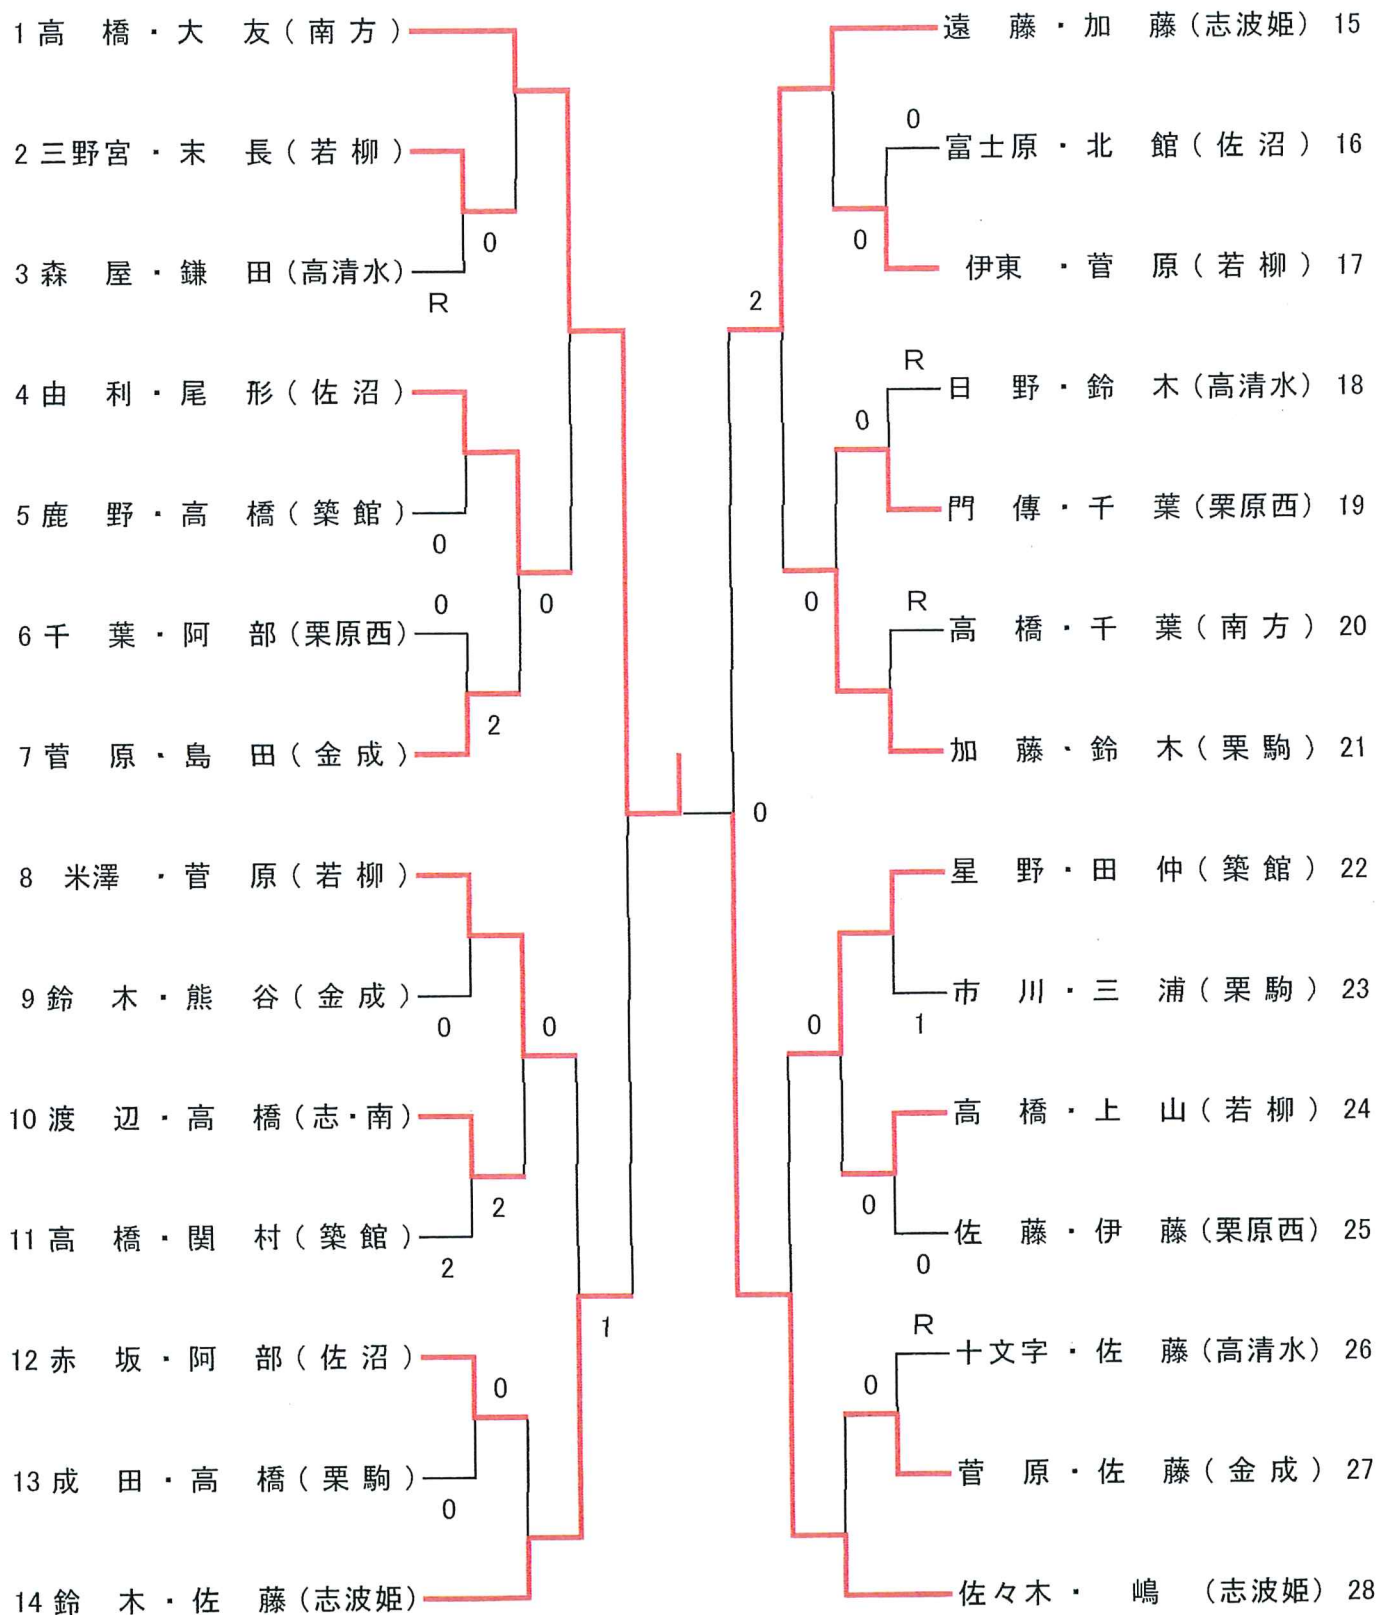 1 高橋・大友(南方)
2 三野宮・末長(若柳)
0
3 森屋・鎌田(高清水)
R
4 由利・尾形(佐沼)
5 鹿野・高橋(築館)
0
0
0
6 千葉・阿部(栗原西)
2
7 菅原・島田(金成)
8 米澤・菅原(若柳)
9 鈴木・熊谷(金成)
0
0
10 渡辺・高橋(志・南)
2
11 高橋・関村(築館)
2
1
12 赤坂・阿部(佐沼)
0
13 成田・高橋(栗駒)
0
14 鈴木・佐藤(志波姫)
遠藤・加藤(志波姫) 15
0
富士原・北館(佐沼) 16
0
伊東・菅原(若柳) 17
2
R
日野・鈴木(高清水) 18
0
門傳・千葉(栗原西) 19
0
R
高橋・千葉(南方) 20
加藤・鈴木(栗駒) 21
0
星野・田仲(築館) 22
市川・三浦(栗駒) 23
0
1
高橋・上山(若柳) 24
0
佐藤・伊藤(栗原西) 25
0
R
十文字・佐藤(高清水) 26
0
菅原・佐藤(金成) 27
佐々木・嶋(志波姫) 28